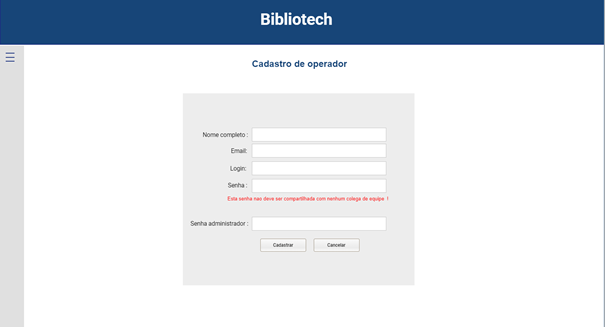 Bibliotech
Cadastro de operador
Nome completo :
Email:
Login:
Senha :
Esta senha nao deve ser compartilhada com nenhum colega de equipe !
Senha administrador :
Cadastrar Cancelar